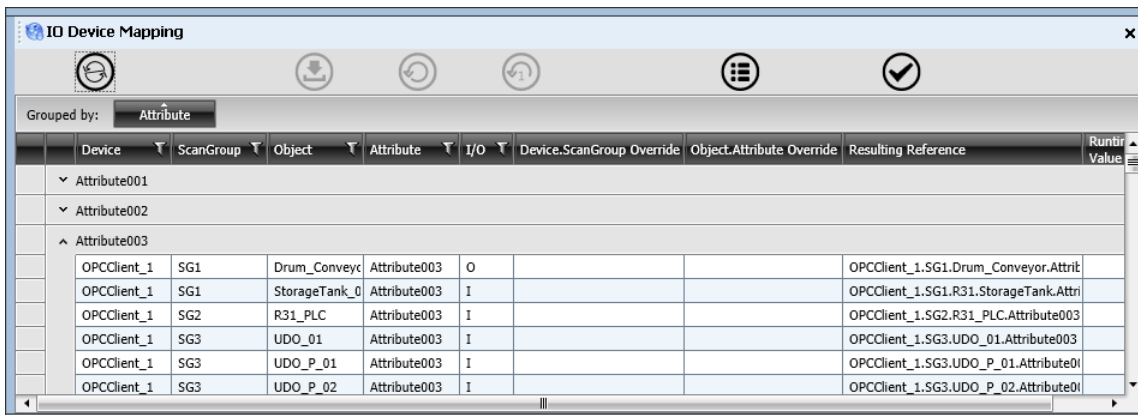 IO Device Mapping
Grouped by: Attribute
Device ScanGroup Object Attribute I/O Device.ScanGroup Override Object.Attribute Override Resulting Reference Runtin
Value
Attribute001
Attribute002
Attribute003
OPCClient_1 SG1 Drum_Conveyc Attribute003 O OPCClient_1.SG1.Drum_Conveyor.Attrib
OPCClient_1 SG1 StorageTank_0 Attribute003 I OPCClient_1.SG1.R31.StorageTank.Attri
OPCClient_1 SG2 R31_PLC Attribute003 I OPCClient_1.SG2.R31_PLC.Attribute003
OPCClient_1 SG3 UDO_01 Attribute003 I OPCClient_1.SG3.UDO_01.Attribute003
OPCClient_1 SG3 UDO_P_01 Attribute003 I OPCClient_1.SG3.UDO_P_01.Attribute0(
OPCClient_1 SG3 UDO_P_02 Attribute003 I OPCClient_1.SG3.UDO_P_02.Attribute0(